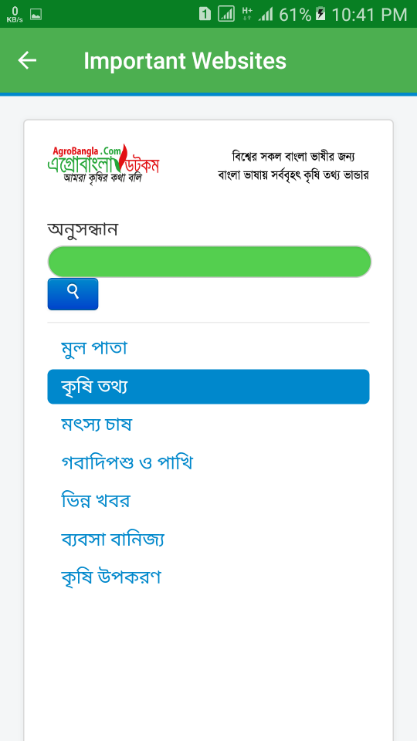 0
KB/s
1
H+
61%
10:41 PM
Important Websites
AgroBangla.Com
এগ্রোবাংলা ডটকম
আমরা কৃষির কথা বলি
বিশ্বের সকল বাংলা ভাষীর জন্য
বাংলা ভাষায় সর্ববৃহৎ কৃষি তথ্য ভান্ডার
অনুসন্ধান
মুল পাতা
কৃষি তথ্য
মৎস্য চাষ
গবাদিপশু ও পাখি
ভিন্ন খবর
ব্যবসা বানিজ্য
কৃষি উপকরণ